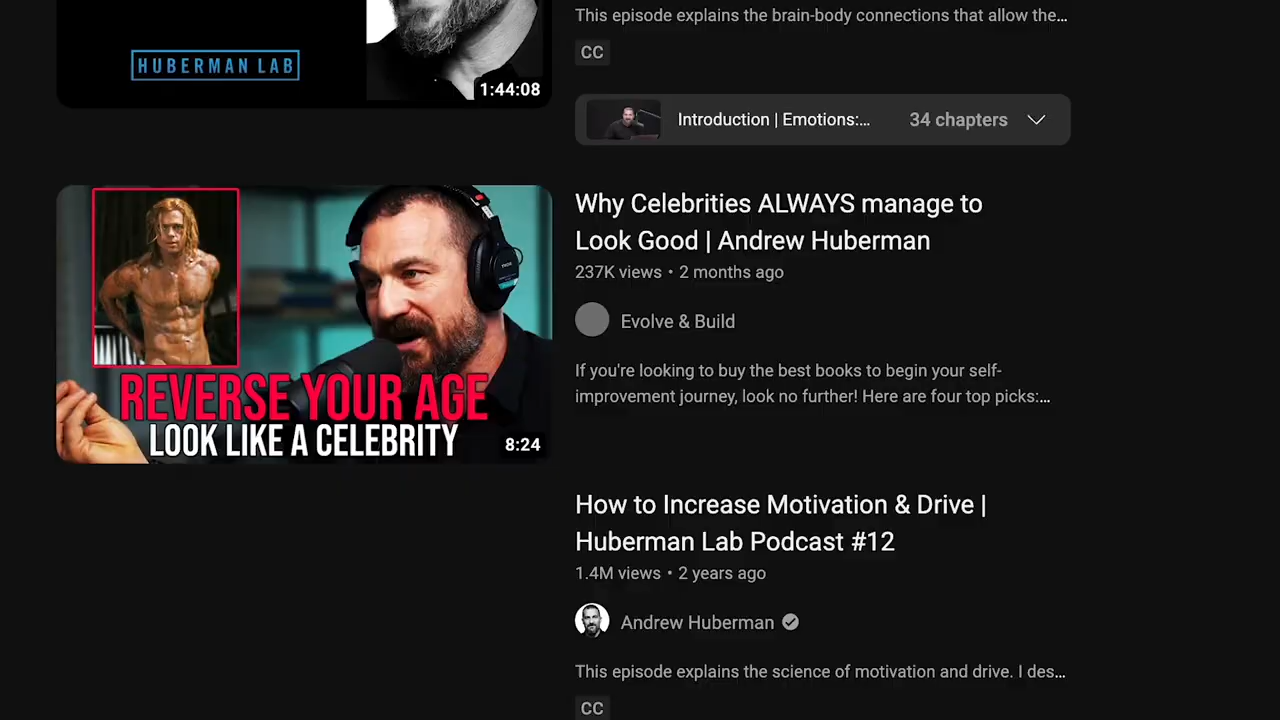 This episode explains the brain-body connections that allow the…
CC
HUBERMAN LAB
1:44:08
Introduction | Emotions:...
34 chapters
Why Celebrities ALWAYS manage to
Look Good | Andrew Huberman
237K views • 2 months ago
Evolve & Build
If you're looking to buy the best books to begin your self-
improvement journey, look no further! Here are four top picks:…
REVERSE YOUR AGE
LOOK LIKE A CELEBRITY
8:24
How to Increase Motivation & Drive |
Huberman Lab Podcast #12
1.4M views • 2 years ago
Andrew Huberman
This episode explains the science of motivation and drive. I des…
CC